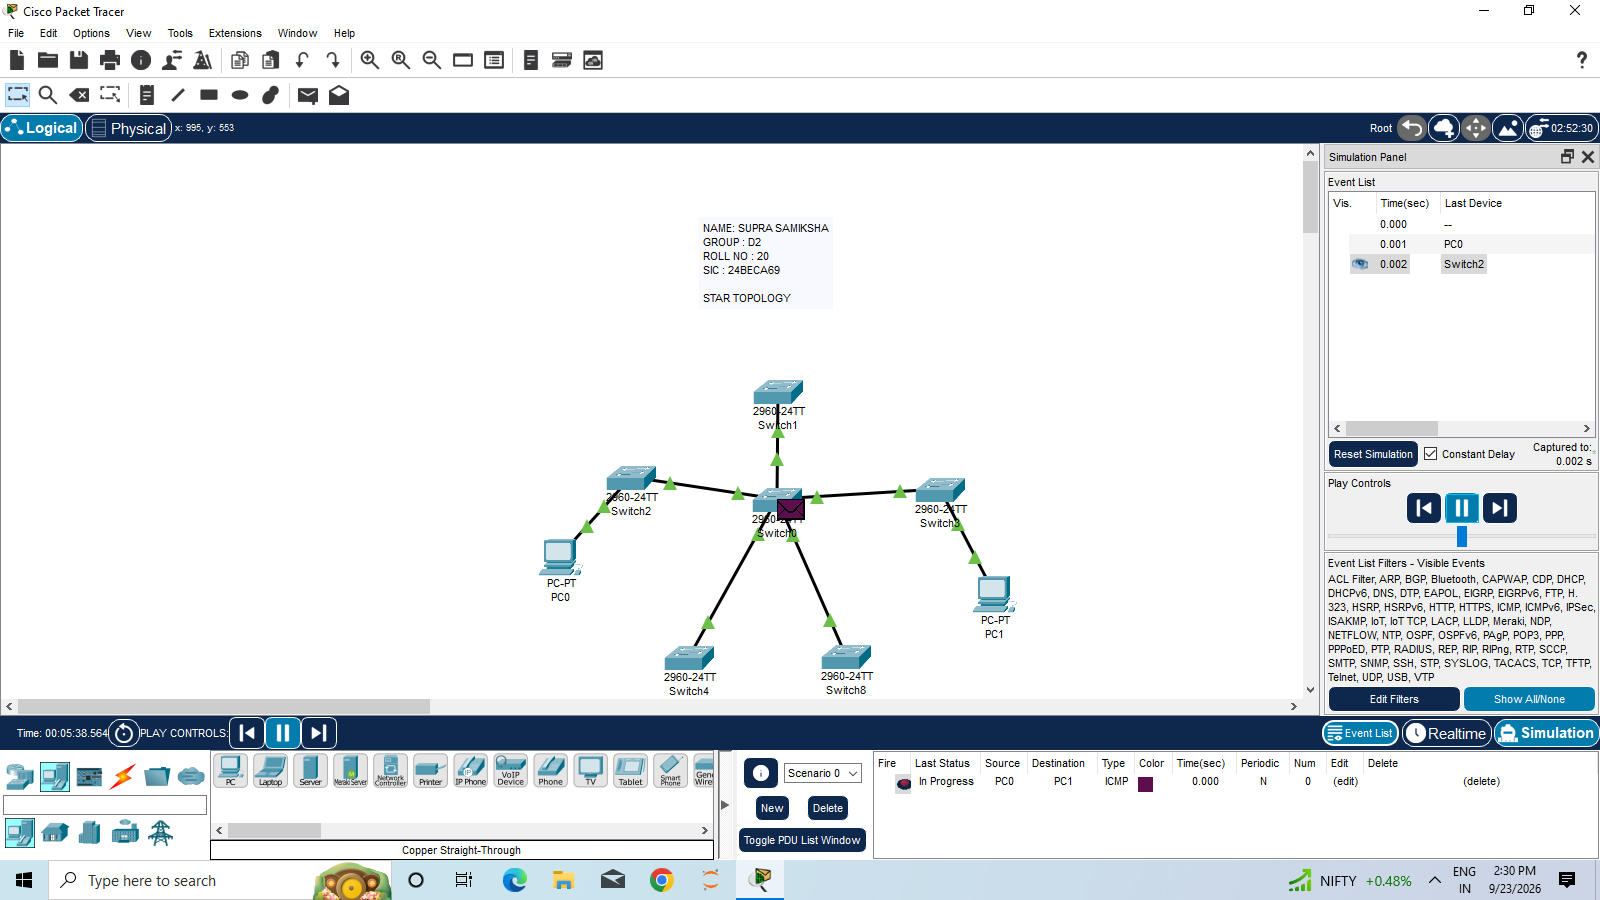 Cisco Packet Tracer
File Edit Options View Tools Extensions Window Help
Logical Physical x: 995, y: 553 Root 02:52:30
NAME: SUPRA SAMIKSHA
GROUP : D2
ROLL NO : 20
SIC : 24BECA69
STAR TOPOLOGY
2960-24TT
Switch1
2960-24TT
Switch2
2960-24TT
Switch0
2960-24TT
Switch3
PC-PT
PC0
PC-PT
PC1
2960-24TT
Switch4
2960-24TT
Switch8
Simulation Panel
Event List
Vis. Time(sec) Last Device
0.000 --
0.001 PC0
0.002 Switch2
Reset Simulation Constant Delay Captured to:
0.002 s
Play Controls
Event List Filters - Visible Events
ACL Filter, ARP, BGP, Bluetooth, CAPWAP, CDP, DHCP,
DHCPv6, DNS, DTP, EAPOL, EIGRP, EIGRPv6, FTP, H.
323, HSRP, HSRPv6, HTTP, HTTPS, ICMP, ICMPv6, IPSec,
ISAKMP, IoT, IoT TCP, LACP, LLDP, Meraki, NDP,
NETFLOW, NTP, OSPF, OSPFv6, PAgP, POP3, PPP,
PPPoED, PTP, RADIUS, REP, RIP, RIPng, RTP, SCCP,
SMTP, SNMP, SSH, STP, SYSLOG, TACACS, TCP, TFTP,
Telnet, UDP, USB, VTP
Edit Filters Show All/None
Time: 00:05:38.564 PLAY CONTROLS: Event List Realtime Simulation
PC Laptop Server Meraki Server Network Controller Printer IP Phone VoIP Device Phone TV Tablet Smart Phone
Copper Straight-Through
Scenario 0
New Delete
Toggle PDU List Window
Fire Last Status Source Destination Type Color Time(sec) Periodic Num Edit Delete
In Progress PC0 PC1 ICMP 0.000 N 0 (edit) (delete)
Type here to search
NIFTY +0.48%
ENG
IN
2:30 PM
9/23/2026